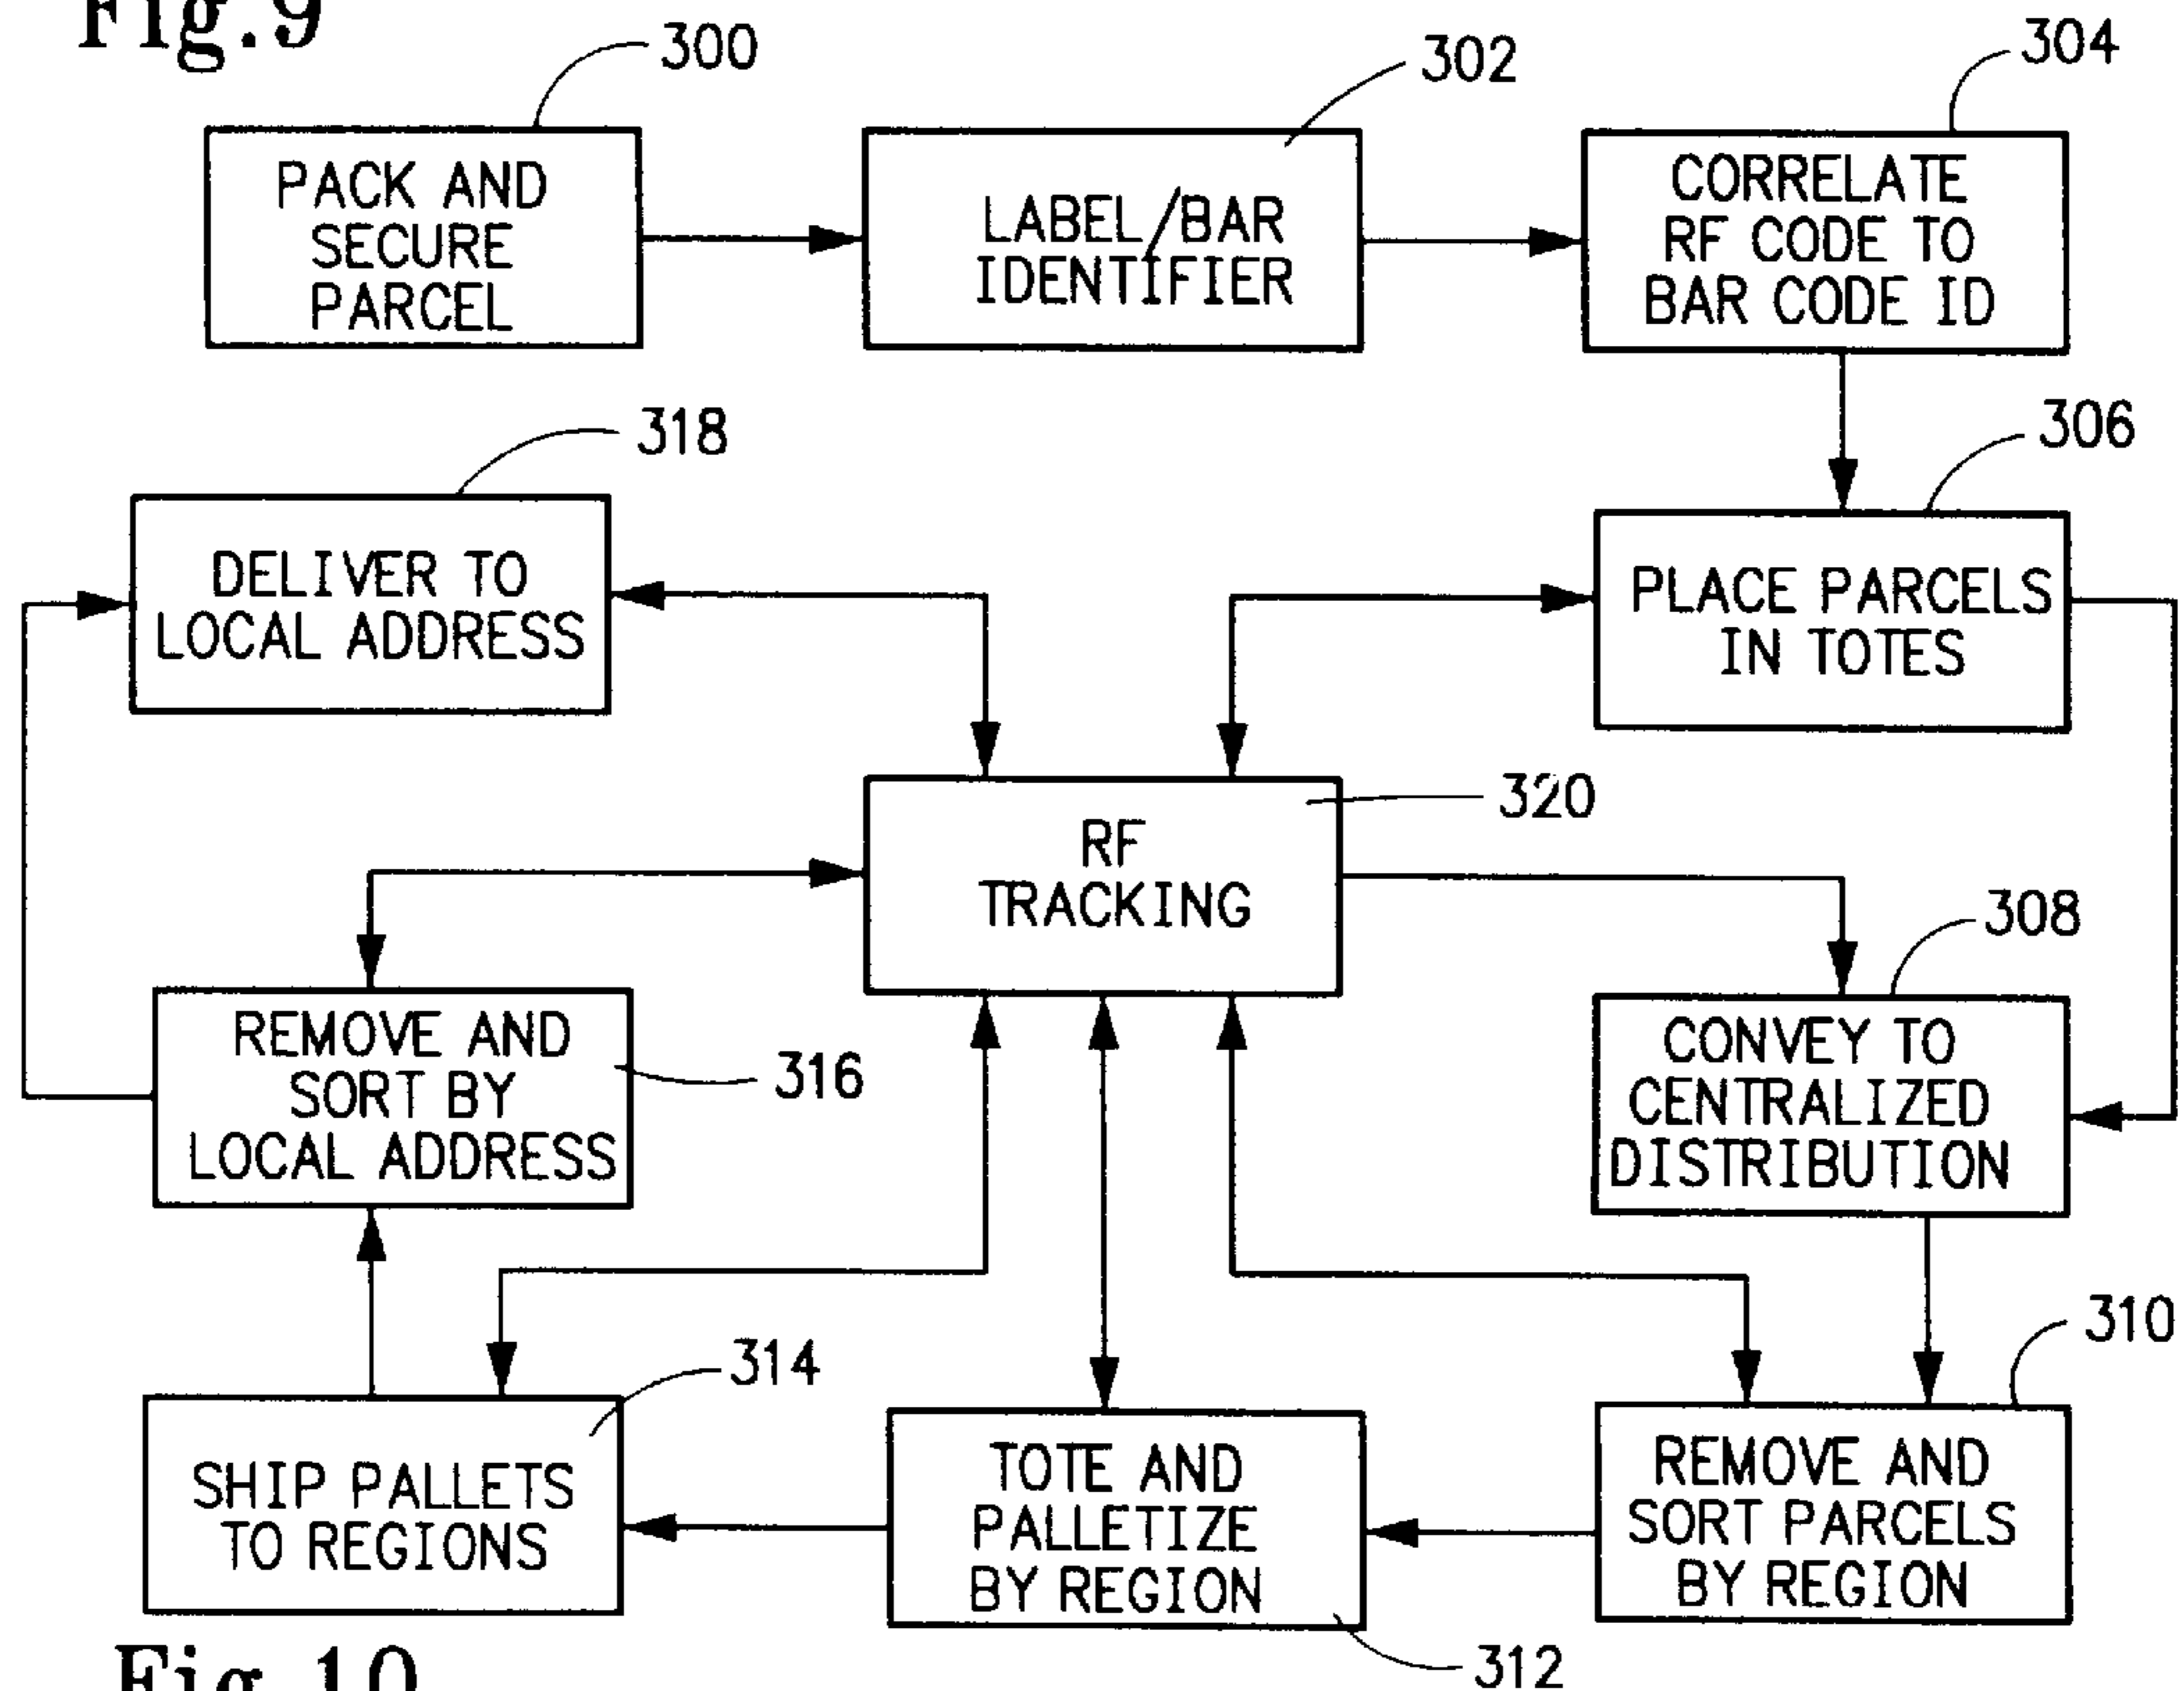 Fig.9
300
302
304
PACK AND
SECURE
PARCEL
LABEL/BAR
IDENTIFIER
CORRELATE
RF CODE TO
BAR CODE ID
318
306
DELIVER TO
LOCAL ADDRESS
PLACE PARCELS
IN TOTES
320
RF
TRACKING
308
REMOVE AND
SORT BY
LOCAL ADDRESS
316
CONVEY TO
CENTRALIZED
DISTRIBUTION
314
310
SHIP PALLETS
TO REGIONS
TOTE AND
PALLETIZE
BY REGION
REMOVE AND
SORT PARCELS
BY REGION
312
Fig.10